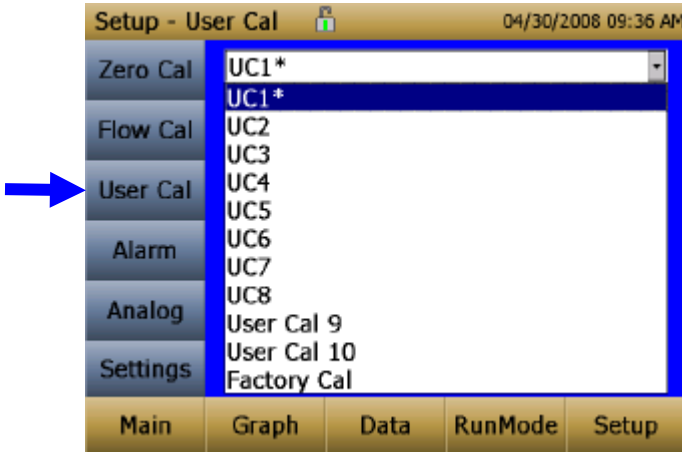 Setup - User Cal 04/30/2008 09:36 AM
Zero Cal
Flow Cal
User Cal
Alarm
Analog
Settings
UC1*
UC1*
UC2
UC3
UC4
UC5
UC6
UC7
UC8
User Cal 9
User Cal 10
Factory Cal
Main Graph Data RunMode Setup